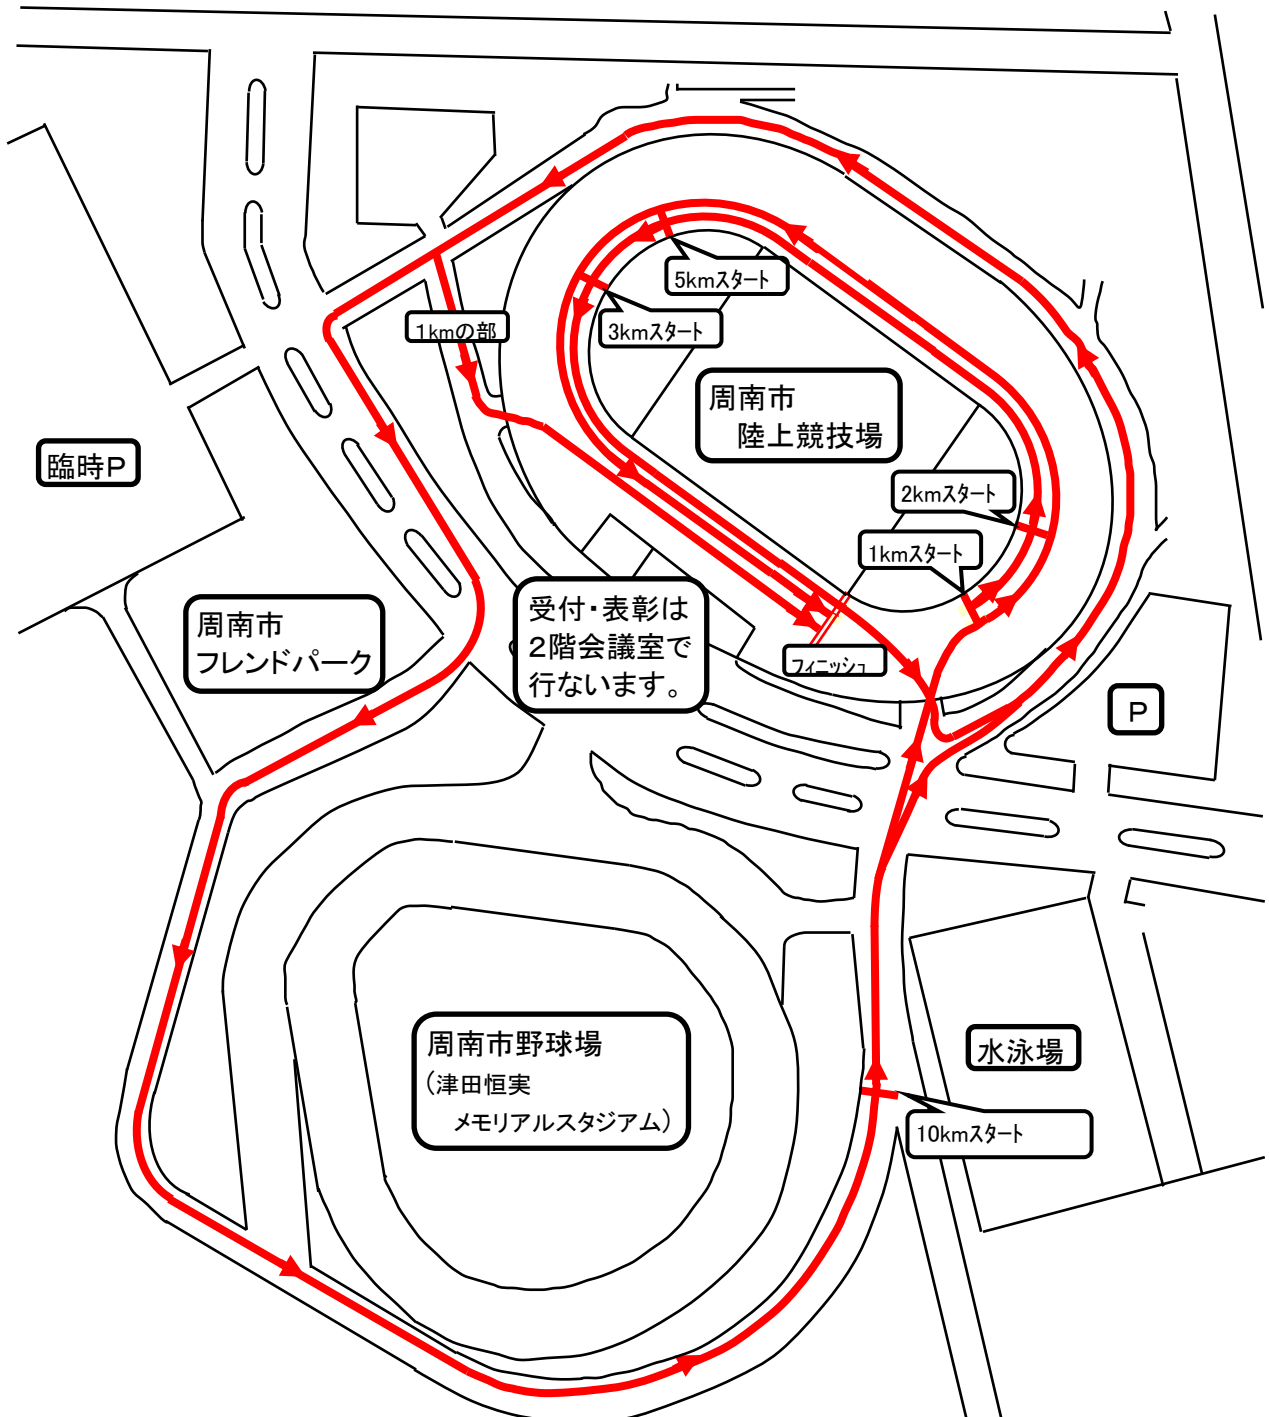 5kmスタート
1kmの部
3kmスタート
周南市
陸上競技場
臨時P
2kmスタート
1kmスタート
周南市
フレンドパーク
受付・表彰は
2階会議室で
行ないます。
フィニッシュ
P
周南市野球場
(津田恒実
メモリアルスタジアム)
水泳場
10kmスタート